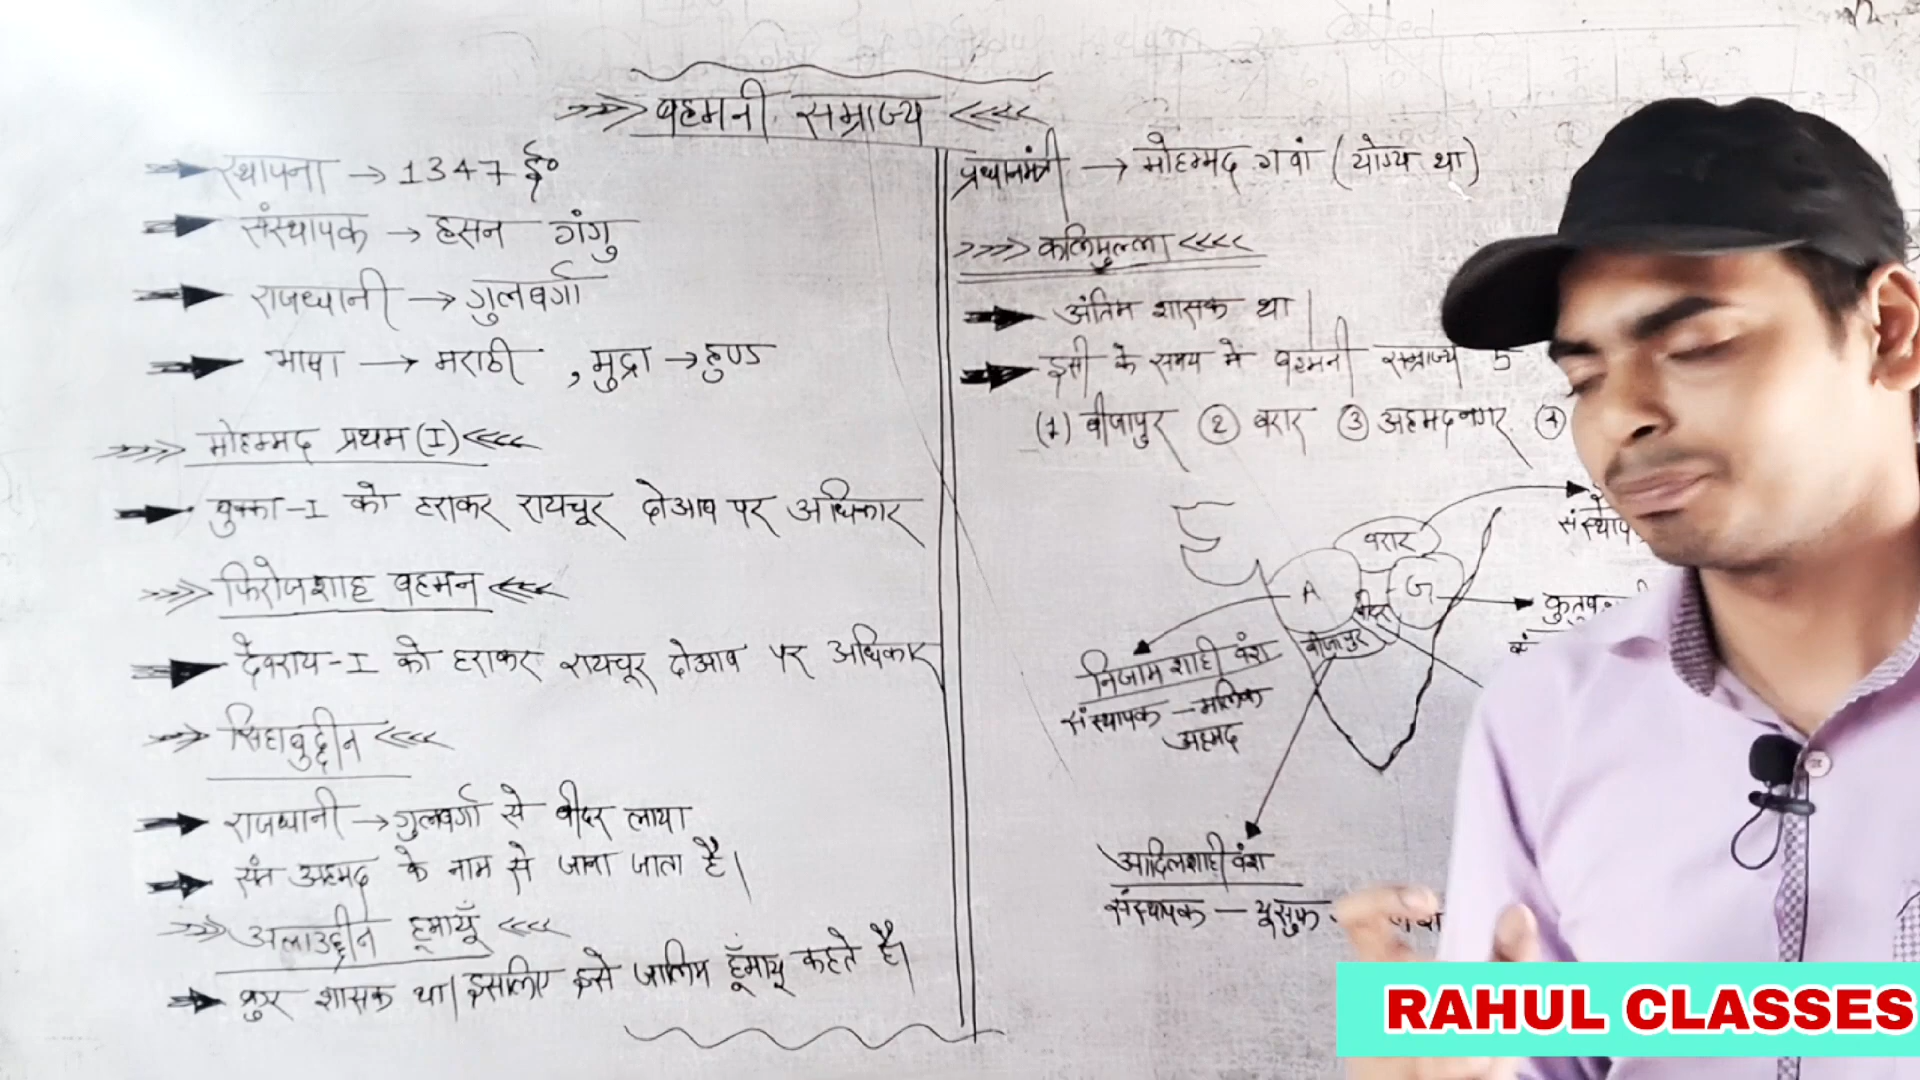 बहमनी सम्राज्य
स्थापना → 1347 ई०
संस्थापक → हसन गंगु
राजधानी → गुलबर्गा
भाषा → मराठी , मुद्रा → हुण्ड
मोहम्मद प्रथम (I)
बुक्का-I को हराकर रायचूर दोआब पर अधिकार
फिरोजशाह बहमन
देवराय-I को हराकर रायचूर दोआब पर अधिकार
सिहाबुद्दीन
राजधानी → गुलबर्गा से बीदर लाया
संत अहमद के नाम से जाना जाता है।
अलाउद्दीन हूमायूँ
क्रुर शासक था। इसलिए इसे जालिम हूँमायू कहते है।
प्रधानमंत्री → मोहम्मद गवां (योग्य था)
कलिमुल्ला
अंतिम शासक था।
इसी के समय मे बहमनी सम्राज्य 5
(1) बीजापुर ② बरार ③ अहमदनगर ④
बरार
A G
बीदर
बीजापुर
निजाम शाही वंश
संस्थापक - मलिक
अहमद
आदिलशाही वंश
संस्थापक - यूसुफ
RAHUL CLASSES